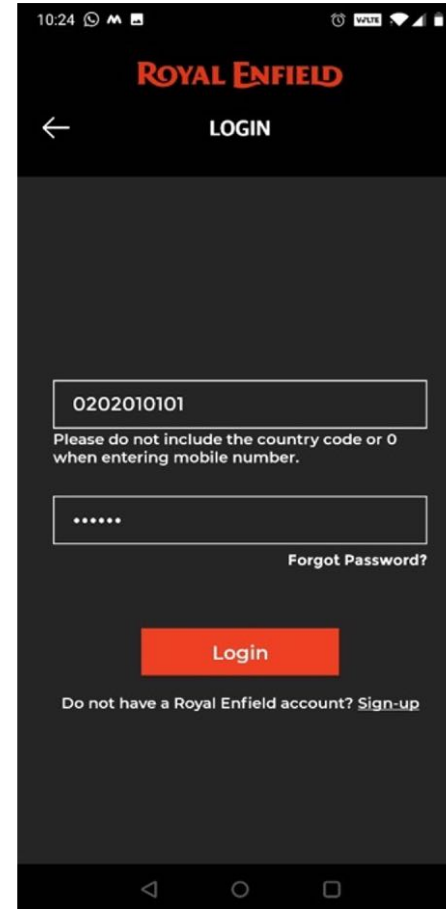 10:24
VoLTE
ROYAL ENFIELD
LOGIN
0202010101
Please do not include the country code or 0
when entering mobile number.
••••••
Forgot Password?
Login
Do not have a Royal Enfield account? Sign-up